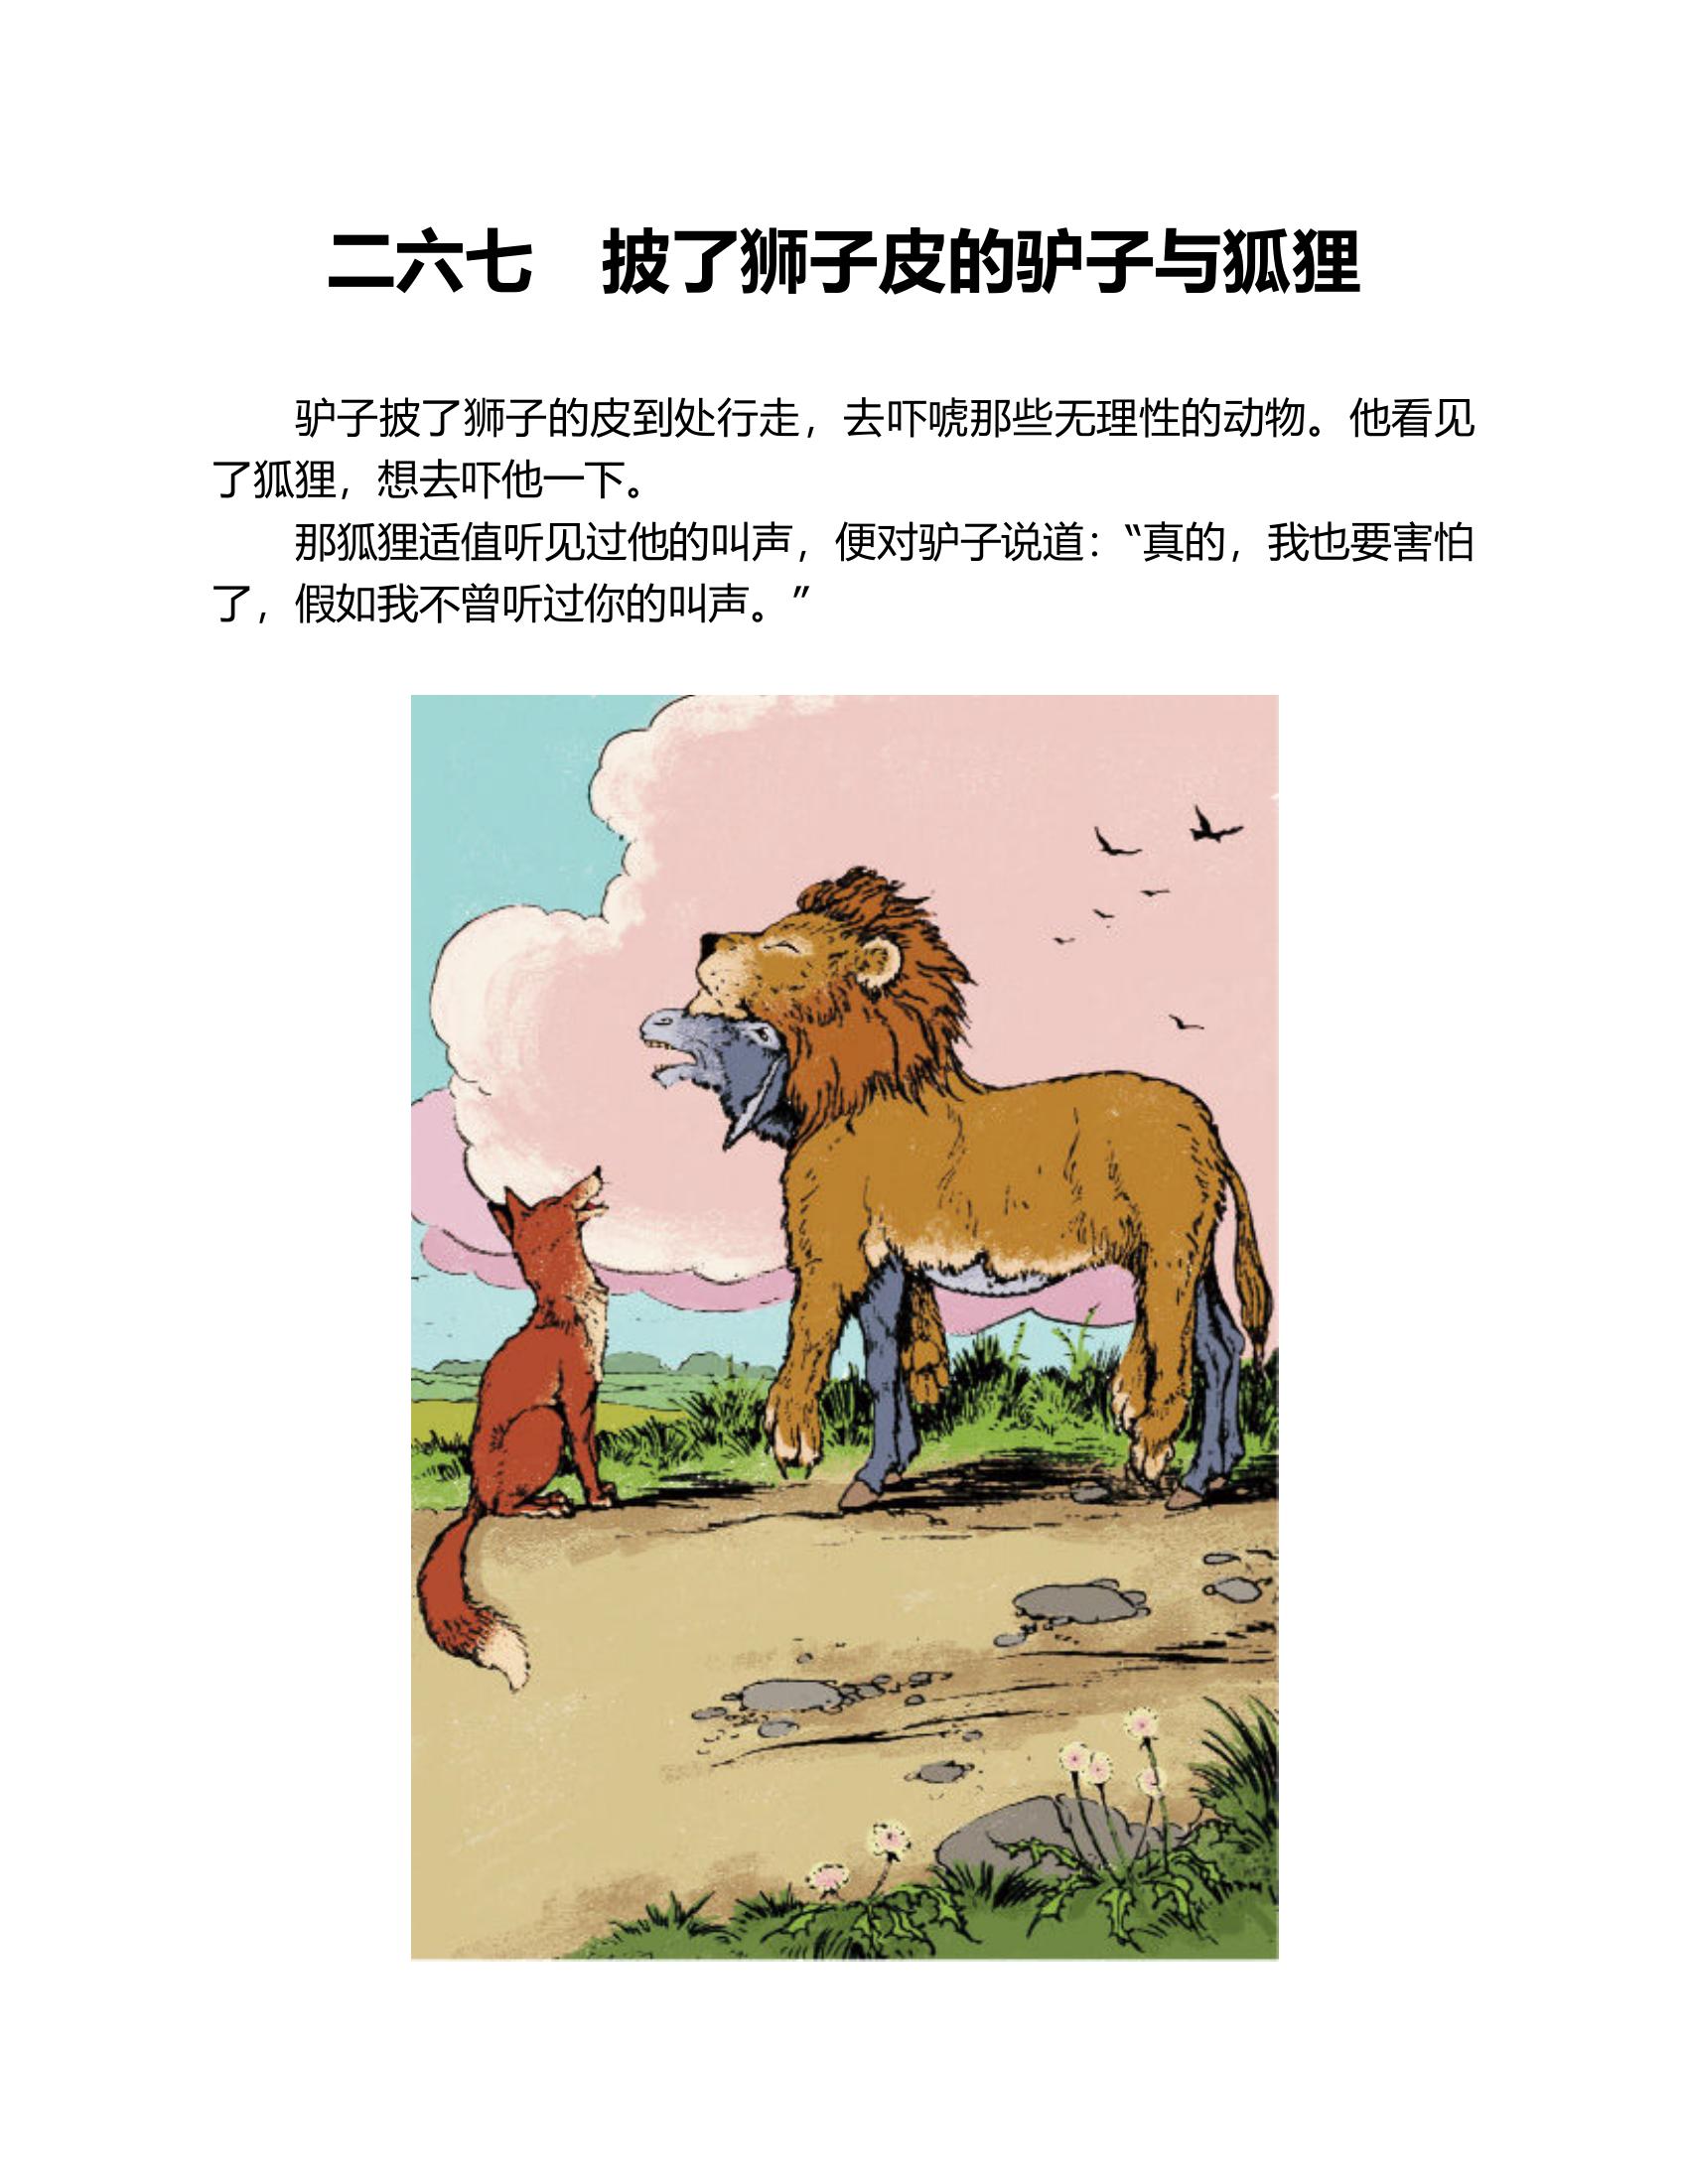 二六七　披了狮子皮的驴子与狐狸
驴子披了狮子的皮到处行走，去吓唬那些无理性的动物。他看见
了狐狸，想去吓他一下。
那狐狸适值听见过他的叫声，便对驴子说道：“真的，我也要害怕
了，假如我不曾听过你的叫声。”